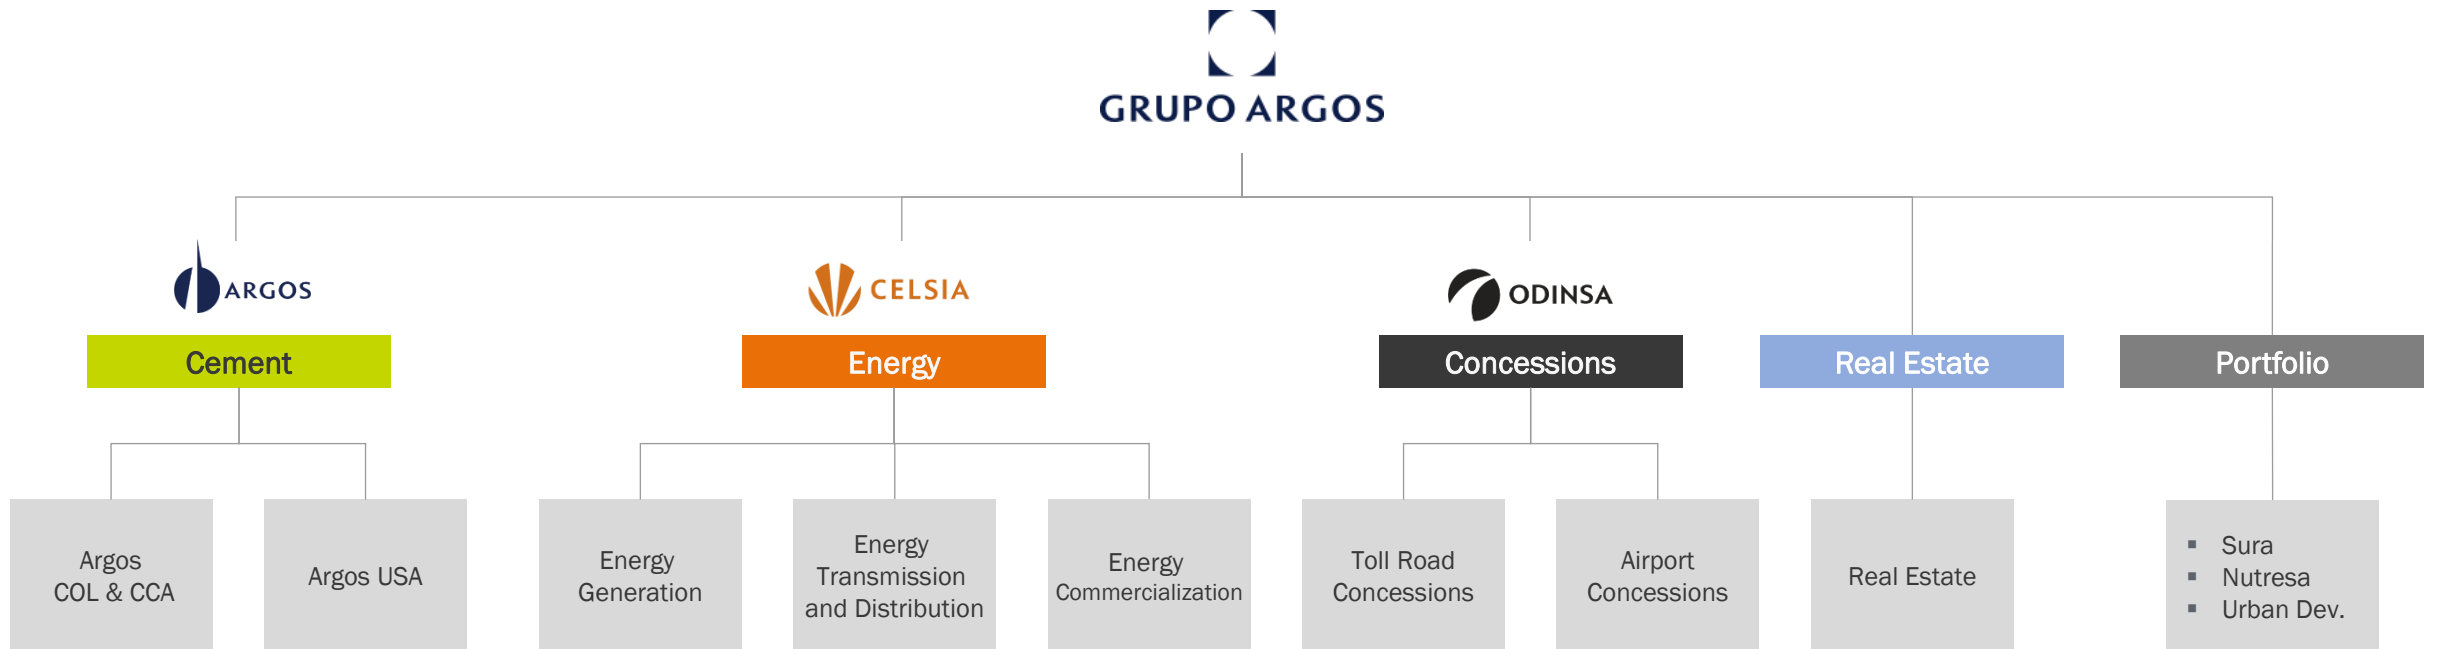 GRUPO ARGOS
ARGOS
CELSIA
ODINSA
Cement
Energy
Concessions
Real Estate
Portfolio
Argos
COL & CCA
Argos USA
Energy
Generation
Energy
Transmission
and Distribution
Energy
Commercialization
Toll Road
Concessions
Airport
Concessions
Real Estate
▪ Sura
▪ Nutresa
▪ Urban Dev.